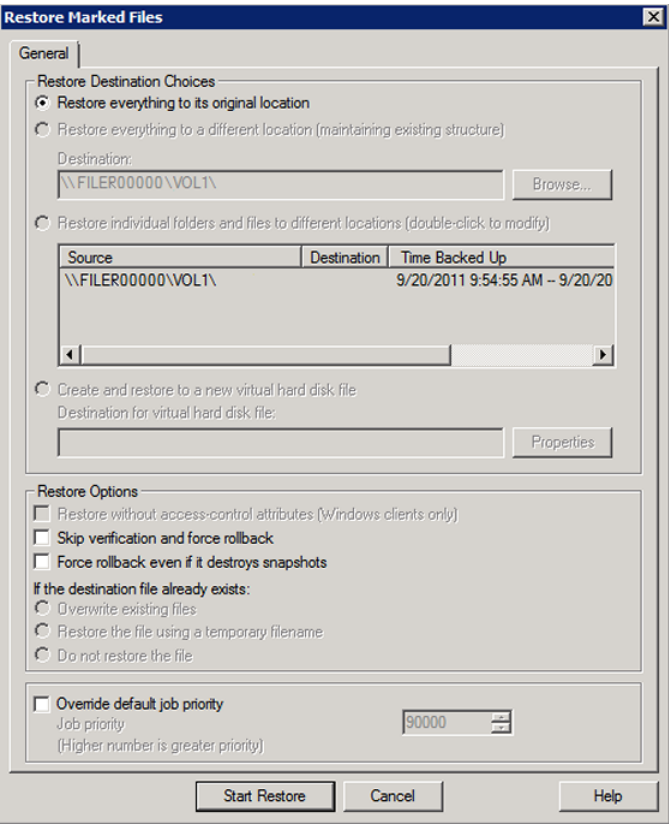 Restore Marked Files
General
Restore Destination Choices
Restore everything to its original location
Restore everything to a different location (maintaining existing structure)
Destination:
\\FILER00000\VOL1\
Browse...
Restore individual folders and files to different locations (double-click to modify)
Source Destination Time Backed Up
\\FILER00000\VOL1\ 9/20/2011 9:54:55 AM -- 9/20/20
Create and restore to a new virtual hard disk file
Destination for virtual hard disk file:
Properties
Restore Options
Restore without access-control attributes (Windows clients only)
Skip verification and force rollback
Force rollback even if it destroys snapshots
If the destination file already exists:
Overwrite existing files
Restore the file using a temporary filename
Do not restore the file
Override default job priority
Job priority 90000
(Higher number is greater priority)
Start Restore Cancel Help